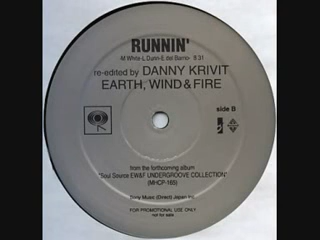 RUNNIN'
-M White-L Dunn-E del Barrio- 8:31
re-edited by DANNY KRIVIT
EARTH, WIND & FIRE
side B
from the forthcoming album
"Soul Source EW&F UNDERGROOVE COLLECTION"
(MHCP-165)
Sony Music (Direct) Japan Inc.
FOR PROMOTIONAL USE ONLY
not for sale